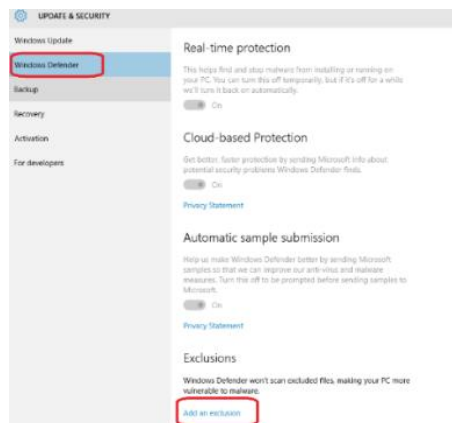 UPDATE & SECURITY
Windows Update
Windows Defender
Backup
Recovery
Activation
For developers
Real-time protection
This helps find and stop malware from installing or running on
your PC. You can turn this off temporarily, but if it's off for a while
we'll turn it back on automatically.
On
Cloud-based Protection
Get better, faster protection by sending Microsoft info about
potential security problems Windows Defender finds.
On
Privacy Statement
Automatic sample submission
Help us make Windows Defender better by sending Microsoft
samples so that we can improve our anti-virus and malware
measures. Turn this off to be prompted before sending samples to
Microsoft.
On
Privacy Statement
Exclusions
Windows Defender won't scan excluded files, making your PC more
vulnerable to malware.
Add an exclusion